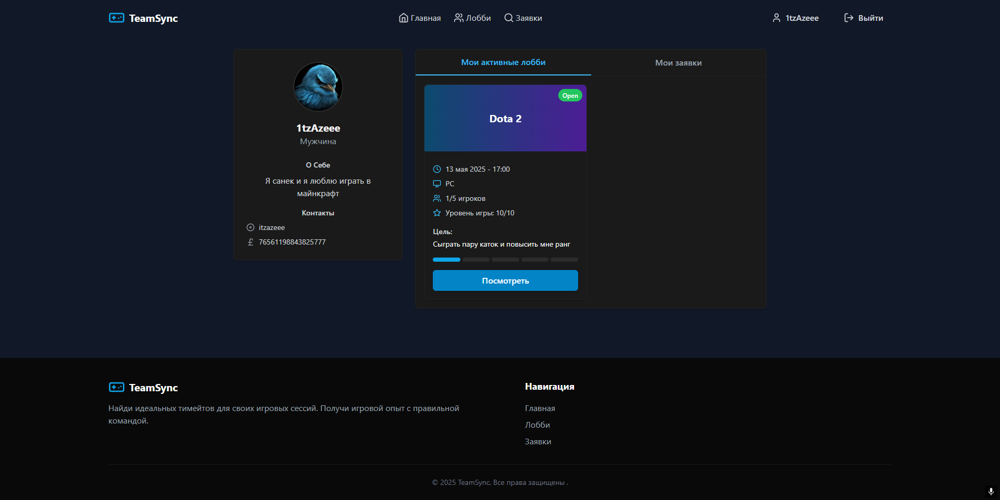 TeamSync
Главная
Лобби
Заявки
1tzAzeee
Выйти
1tzAzeee
Мужчина
О Себе
Я санек и я люблю играть в
майнкрафт
Контакты
itzazeee
76561198843825777
Мои активные лобби
Мои заявки
Open
Dota 2
13 мая 2025 - 17:00
PC
1/5 игроков
Уровень игры: 10/10
Цель:
Сыграть пару каток и повысить мне ранг
Посмотреть
TeamSync
Найди идеальных тимейтов для своих игровых сессий. Получи игровой опыт с правильной
командой.
Навигация
Главная
Лобби
Заявки
© 2025 TeamSync. Все права защищены .